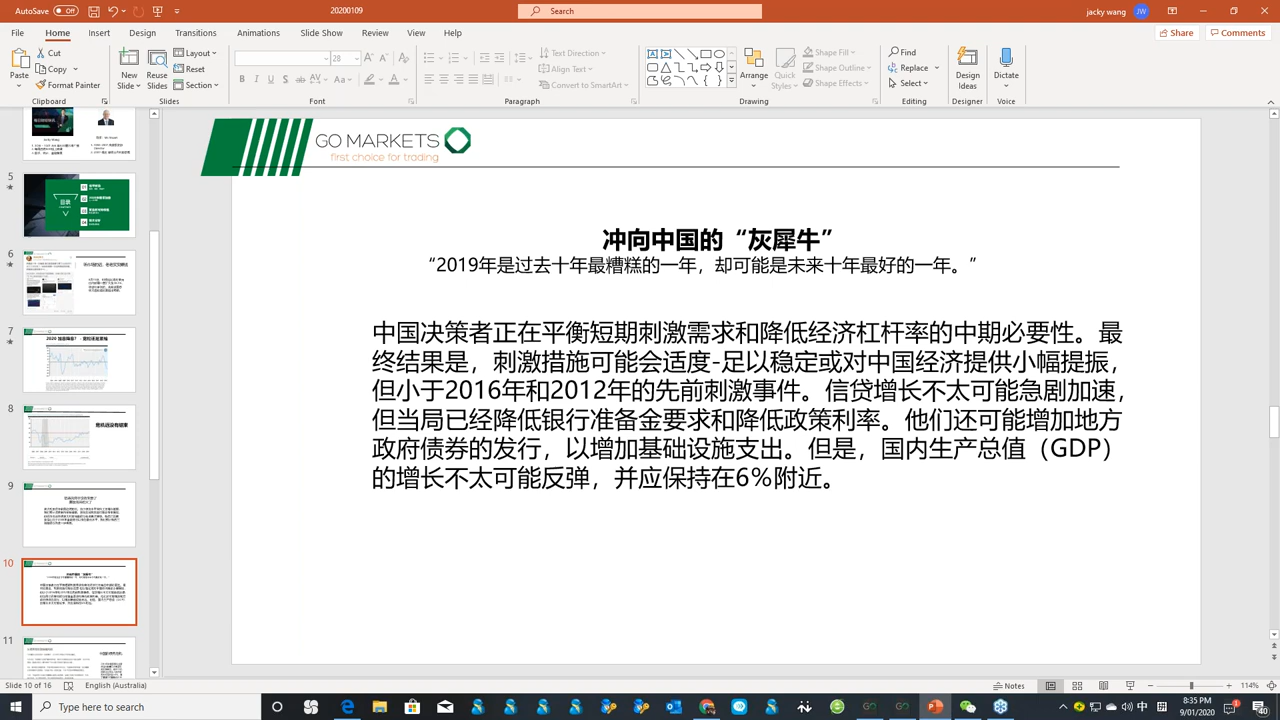 AutoSave Off 20200109 Search Jacky wang JW
File Home Insert Design Transitions Animations Slide Show Review View Help Share Comments
Paste Cut Copy Format Painter New Slide Reuse Slides Layout Reset Section 28 Text Direction Align Text Convert to SmartArt Arrange Quick Styles Shape Fill Shape Outline Shape Effects Find Replace Select Design Ideas Dictate
Clipboard Slides Font Paragraph Drawing Editing Designer Voice
GO MARKETS
first choice for trading
冲向中国的“灰犀牛”
“2019年是过去十年最糟糕的一年，却可能是未来十年最好的一年。”
中国决策者正在平衡短期刺激需求和降低经济杠杆率的中期必要性。最
终结果是，刺激措施可能会适度-足以稳定或对中国经济提供小幅提振，
但小于2016年和2012年的先前刺激事件。信贷增长不太可能急剧加速，
但当局已经降低银行准备金要求和降低政策利率。他们还可能增加地方
政府债券的发行，以增加基础设施支出。但是，国内生产总值（GDP）
的增长不太可能反弹，并应保持在6%附近。
5
目录
6
7
8
9
10
11
Slide 10 of 16 English (Australia) Notes 114%
Type here to search
中 8:35 PM
9/01/2020
40